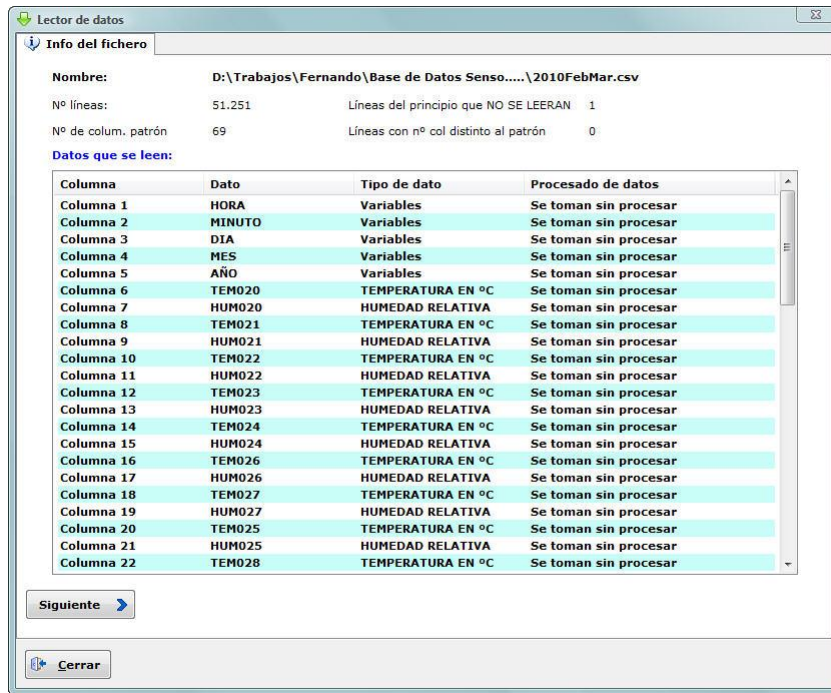 Lector de datos
Info del fichero
Nombre: D:\Trabajos\Fernando\Base de Datos Senso.....\2010FebMar.csv
Nº líneas: 51.251 Líneas del principio que NO SE LEERAN 1
Nº de colum. patrón 69 Líneas con nº col distinto al patrón 0
Datos que se leen:
Columna Dato Tipo de dato Procesado de datos
Columna 1 HORA Variables Se toman sin procesar
Columna 2 MINUTO Variables Se toman sin procesar
Columna 3 DIA Variables Se toman sin procesar
Columna 4 MES Variables Se toman sin procesar
Columna 5 AÑO Variables Se toman sin procesar
Columna 6 TEM020 TEMPERATURA EN ºC Se toman sin procesar
Columna 7 HUM020 HUMEDAD RELATIVA Se toman sin procesar
Columna 8 TEM021 TEMPERATURA EN ºC Se toman sin procesar
Columna 9 HUM021 HUMEDAD RELATIVA Se toman sin procesar
Columna 10 TEM022 TEMPERATURA EN ºC Se toman sin procesar
Columna 11 HUM022 HUMEDAD RELATIVA Se toman sin procesar
Columna 12 TEM023 TEMPERATURA EN ºC Se toman sin procesar
Columna 13 HUM023 HUMEDAD RELATIVA Se toman sin procesar
Columna 14 TEM024 TEMPERATURA EN ºC Se toman sin procesar
Columna 15 HUM024 HUMEDAD RELATIVA Se toman sin procesar
Columna 16 TEM026 TEMPERATURA EN ºC Se toman sin procesar
Columna 17 HUM026 HUMEDAD RELATIVA Se toman sin procesar
Columna 18 TEM027 TEMPERATURA EN ºC Se toman sin procesar
Columna 19 HUM027 HUMEDAD RELATIVA Se toman sin procesar
Columna 20 TEM025 TEMPERATURA EN ºC Se toman sin procesar
Columna 21 HUM025 HUMEDAD RELATIVA Se toman sin procesar
Columna 22 TEM028 TEMPERATURA EN ºC Se toman sin procesar
Siguiente
Cerrar